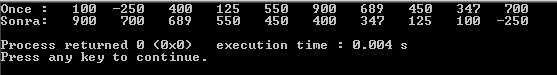 Once :   100  -250   400   125   550   900   689   450   347   700
Sonra:   900   700   689   550   450   400   347   125   100  -250
Process returned 0 (0x0)   execution time : 0.004 s
Press any key to continue.